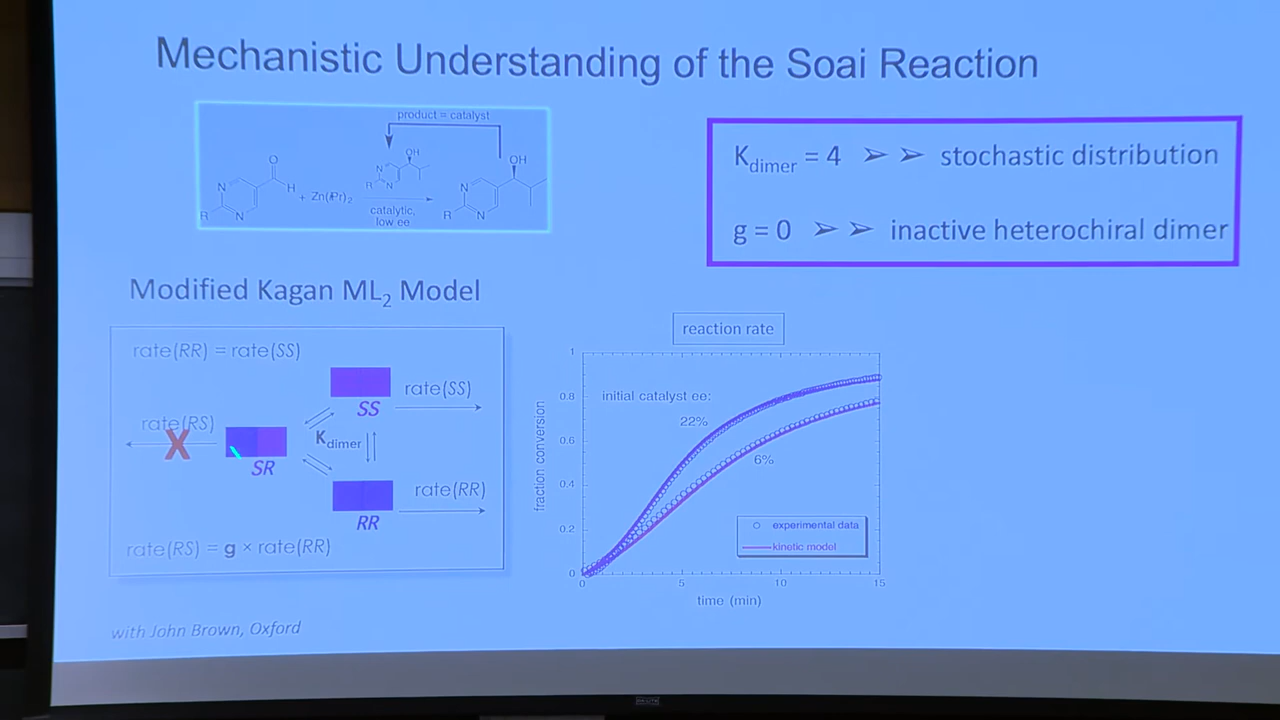 Mechanistic Understanding of the Soai Reaction
product = catalyst
OH
N
N
R
O
H
N
N
R
+ Zn(iPr)2
catalytic,
low ee
OH
N
N
R
Kdimer = 4 ➢ ➢ stochastic distribution
g = 0 ➢ ➢ inactive heterochiral dimer
Modified Kagan ML2 Model
rate(RR) = rate(SS)
SS
rate(SS)
rate(RS)
X
SR
Kdimer
RR
rate(RR)
rate(RS) = g × rate(RR)
reaction rate
fraction conversion
1
0.8
0.6
0.4
0.2
0
initial catalyst ee:
22%
6%
experimental data
kinetic model
0 5 10 15
time (min)
with John Brown, Oxford